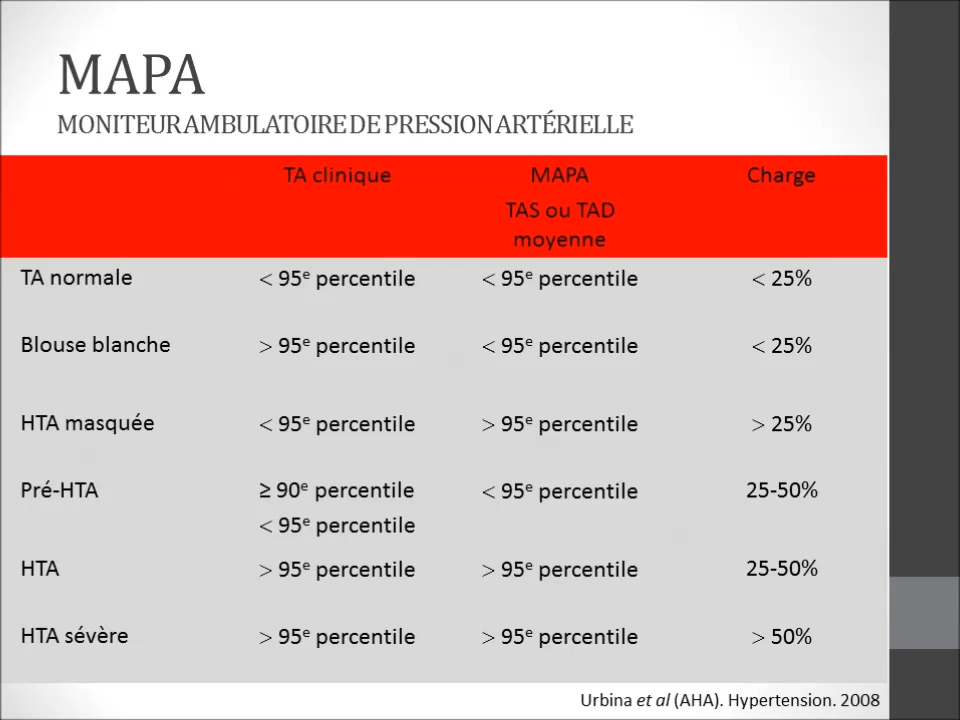 MAPA
MONITEUR AMBULATOIRE DE PRESSION ARTÉRIELLE
TA clinique MAPA Charge
TAS ou TAD
moyenne
TA normale < 95e percentile < 95e percentile < 25%
Blouse blanche > 95e percentile < 95e percentile < 25%
HTA masquée < 95e percentile > 95e percentile > 25%
Pré-HTA ≥ 90e percentile < 95e percentile 25-50%
< 95e percentile
HTA > 95e percentile > 95e percentile 25-50%
HTA sévère > 95e percentile > 95e percentile > 50%
Urbina et al (AHA). Hypertension. 2008